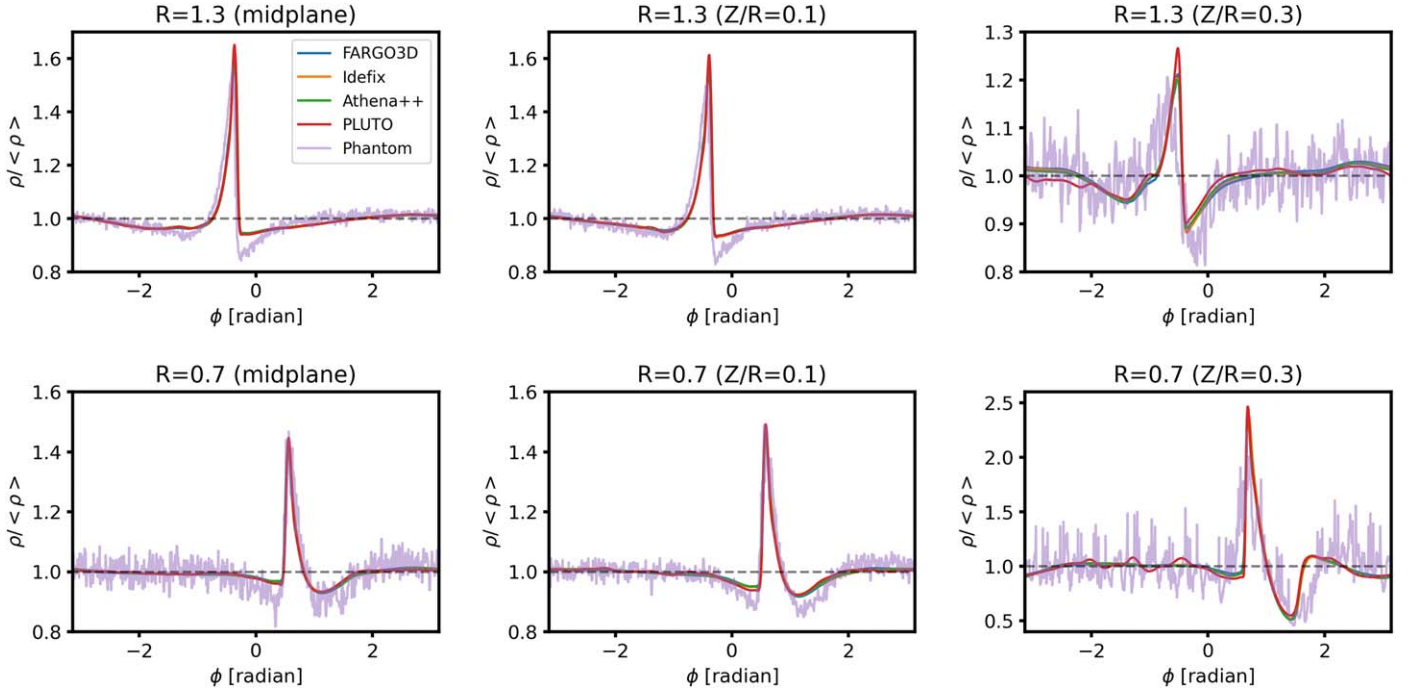 R=1.3 (midplane)
1.6
1.4
1.2
1.0
0.8
ρ/<ρ>
−2
0
2
ϕ [radian]
FARGO3D
Idefix
Athena++
PLUTO
Phantom
R=1.3 (Z/R=0.1)
1.6
1.4
1.2
1.0
0.8
ρ/<ρ>
−2
0
2
ϕ [radian]
R=1.3 (Z/R=0.3)
1.3
1.2
1.1
1.0
0.9
0.8
ρ/<ρ>
−2
0
2
ϕ [radian]
R=0.7 (midplane)
1.6
1.4
1.2
1.0
0.8
ρ/<ρ>
−2
0
2
ϕ [radian]
R=0.7 (Z/R=0.1)
1.6
1.4
1.2
1.0
0.8
ρ/<ρ>
−2
0
2
ϕ [radian]
R=0.7 (Z/R=0.3)
2.5
2.0
1.5
1.0
0.5
ρ/<ρ>
−2
0
2
ϕ [radian]